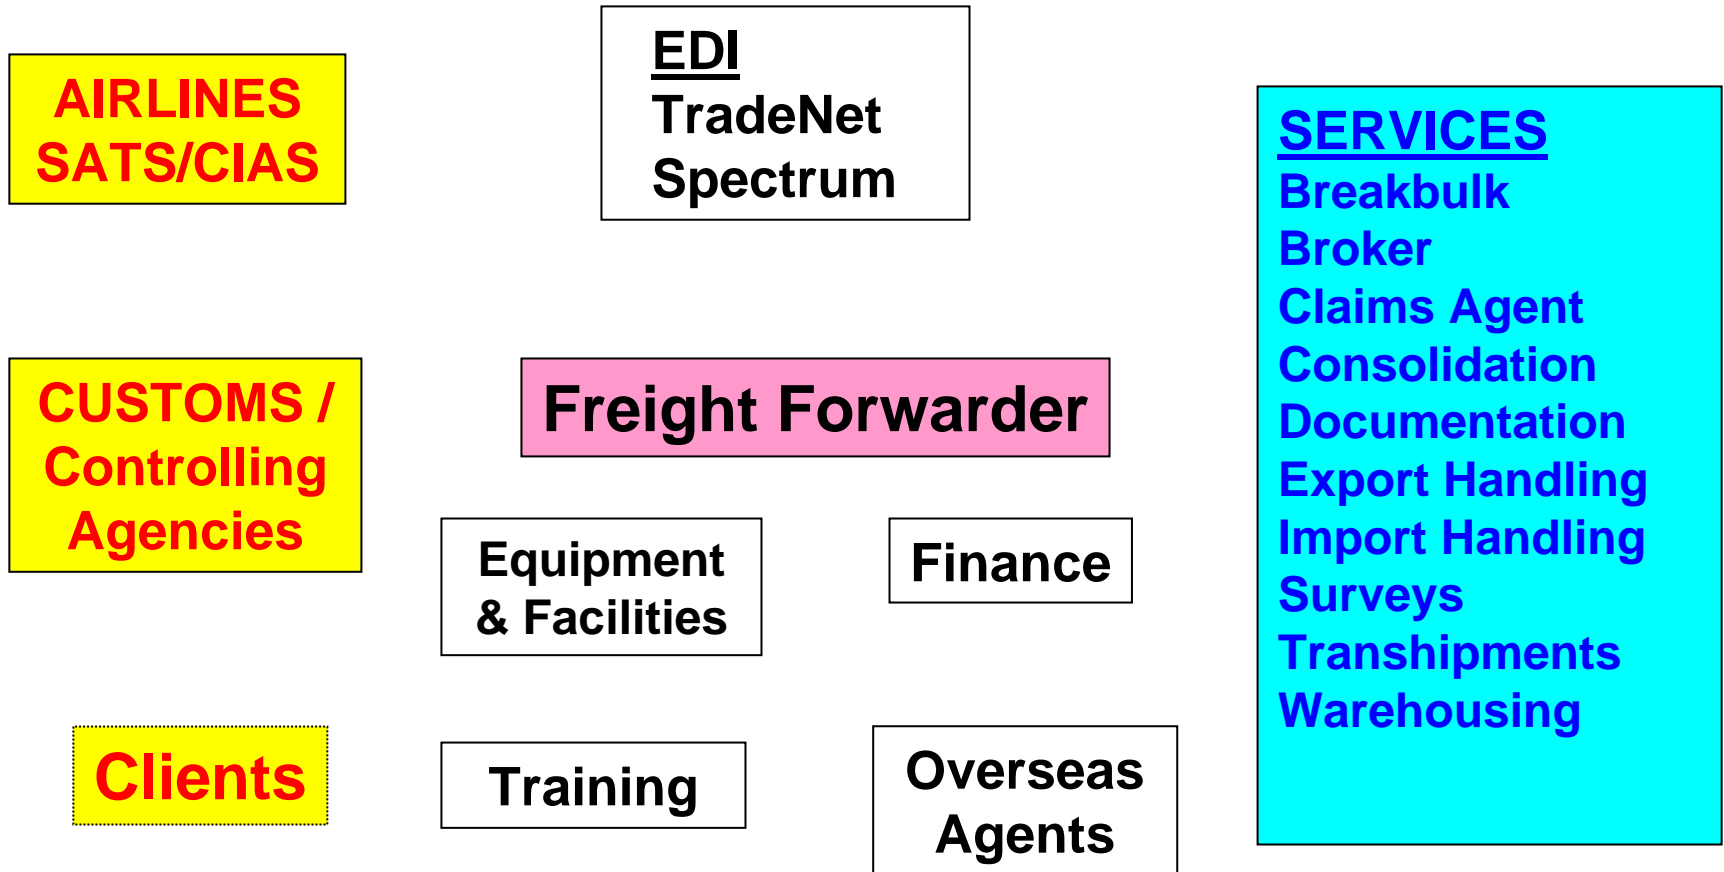 AIRLINES
SATS/CIAS
EDI
TradeNet
Spectrum
SERVICES
Breakbulk
Broker
Claims Agent
Consolidation
Documentation
Export Handling
Import Handling
Surveys
Transhipments
Warehousing
CUSTOMS /
Controlling
Agencies
Freight Forwarder
Equipment
& Facilities
Finance
Clients
Training
Overseas
Agents